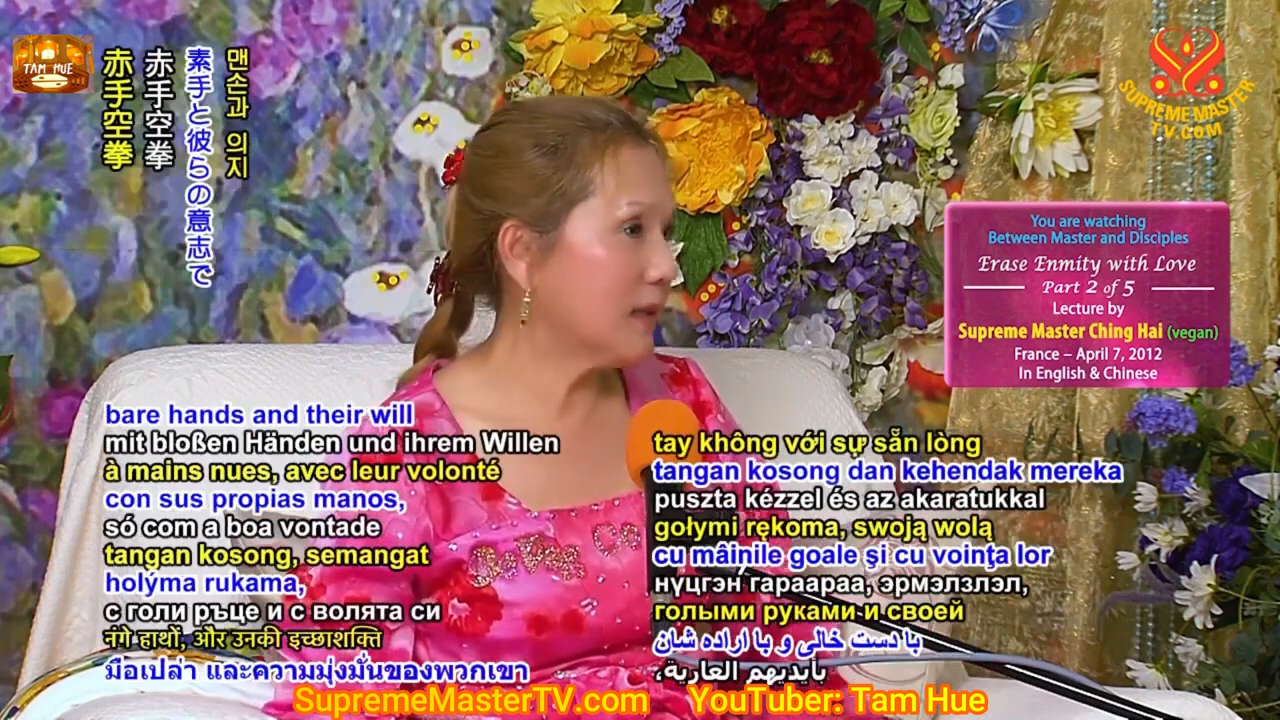 TAM HUE
赤手空拳
赤手空拳
素手と彼らの意志で
맨손과 의지
SUPREME MASTER
TV.COM
You are watching
Between Master and Disciples
Erase Enmity with Love
Part 2 of 5
Lecture by
Supreme Master Ching Hai (vegan)
France – April 7, 2012
In English & Chinese
bare hands and their will
mit bloßen Händen und ihrem Willen
à mains nues, avec leur volonté
con sus propias manos,
só com a boa vontade
tangan kosong, semangat
holýma rukama,
с голи ръце и с волята си
नंगे हाथों, और उनकी इच्छाशक्ति
มือเปล่า และความมุ่งมั่นของพวกเขา
tay không với sự sẵn lòng
tangan kosong dan kehendak mereka
puszta kézzel és az akaratukkal
gołymi rękoma, swoją wolą
cu mâinile goale şi cu voinţa lor
нүцгэн гараараа, эрмэлзлэл,
голыми руками и своей
با دست خالی و با اراده شان
بأيديهم العارية،
SupremeMasterTV.com YouTuber: Tam Hue